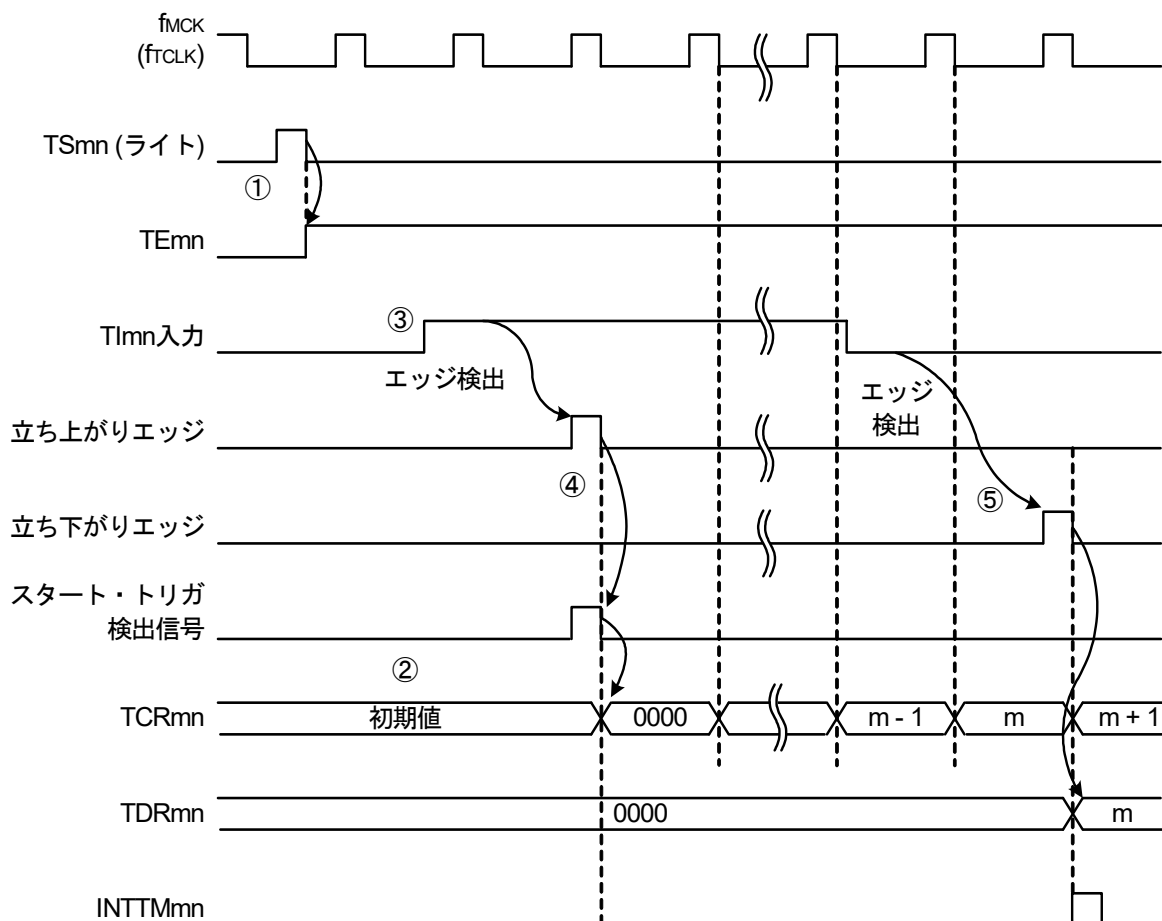 fMCK
(fTCLK)
TSmn (ライト)
①
TEmn
TImn入力
③
エッジ検出
エッジ
検出
立ち上がりエッジ
④
⑤
立ち下がりエッジ
スタート・トリガ
検出信号
②
TCRmn
初期値
0000
m - 1
m
m + 1
TDRmn
0000
m
INTTMmn